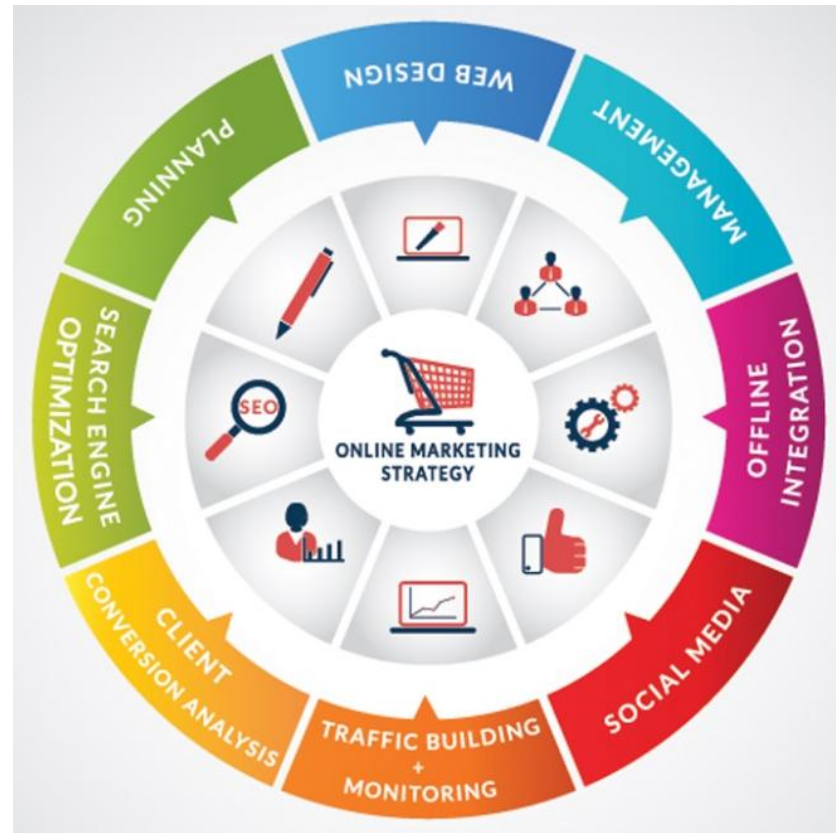 WEB DESIGN
MANAGEMENT
OFFLINE
INTEGRATION
SOCIAL MEDIA
TRAFFIC BUILDING
+
MONITORING
CLIENT
CONVERSION ANALYSIS
SEARCH ENGINE
OPTIMIZATION
PLANNING
SEO
ONLINE MARKETING
STRATEGY